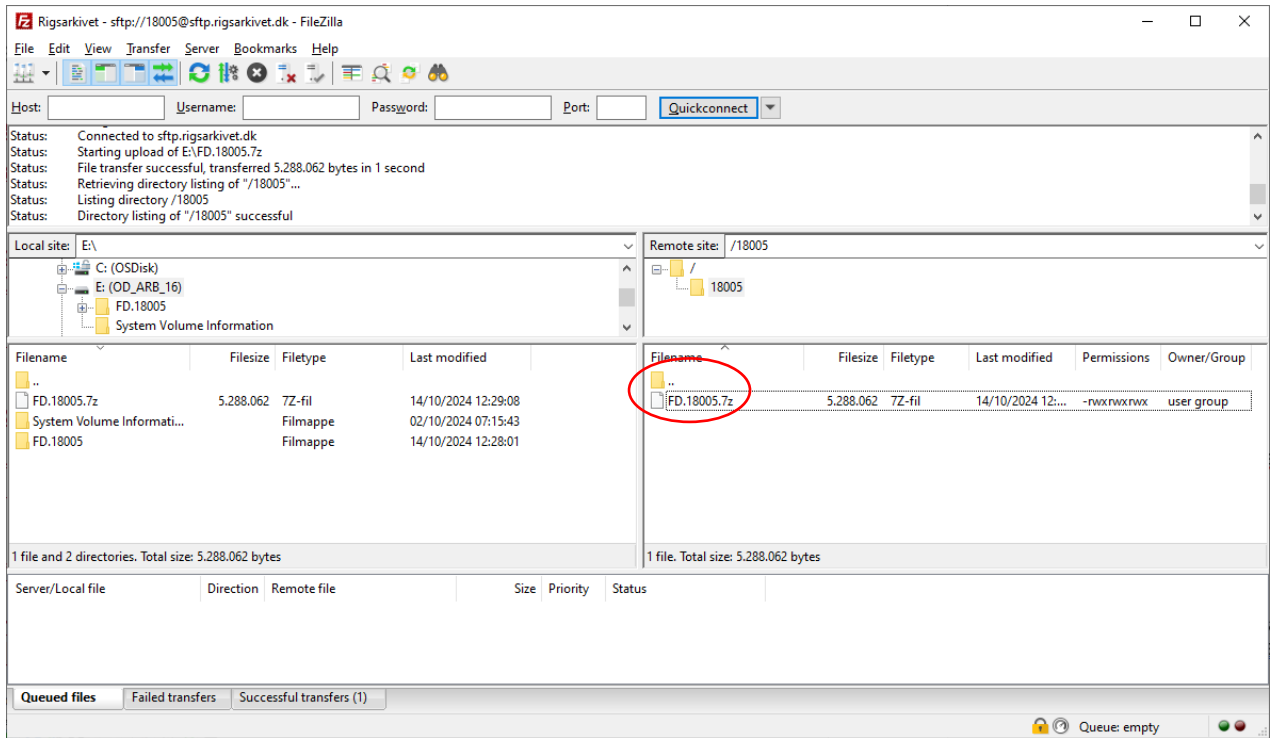 Rigsarkivet - sftp://18005@sftp.rigsarkivet.dk - FileZilla
File Edit View Transfer Server Bookmarks Help
Host: Username: Password: Port: Quickconnect
Status: Connected to sftp.rigsarkivet.dk
Status: Starting upload of E:\FD.18005.7z
Status: File transfer successful, transferred 5.288.062 bytes in 1 second
Status: Retrieving directory listing of "/18005"...
Status: Listing directory /18005
Status: Directory listing of "/18005" successful
Local site: E:\
C: (OSDisk)
E: (OD_ARB_16)
FD.18005
System Volume Information
Remote site: /18005
/
18005
Filename Filesize Filetype Last modified
..
FD.18005.7z 5.288.062 7Z-fil 14/10/2024 12:29:08
System Volume Informati... Filmappe 02/10/2024 07:15:43
FD.18005 Filmappe 14/10/2024 12:28:01
1 file and 2 directories. Total size: 5.288.062 bytes
Filename Filesize Filetype Last modified Permissions Owner/Group
..
FD.18005.7z 5.288.062 7Z-fil 14/10/2024 12:... -rwxrwxrwx user group
1 file. Total size: 5.288.062 bytes
Server/Local file Direction Remote file Size Priority Status
Queued files Failed transfers Successful transfers (1)
Queue: empty